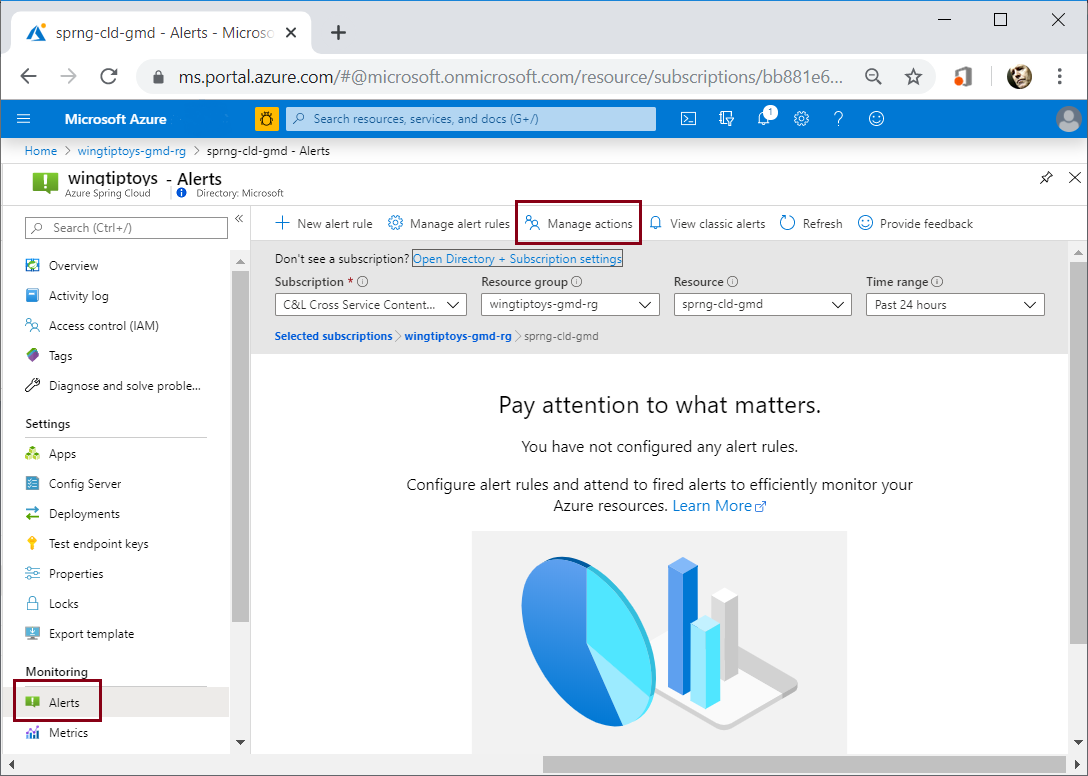 sprng-cld-gmd - Alerts - Microso
ms.portal.azure.com/#@microsoft.onmicrosoft.com/resource/subscriptions/bb881e6...
Microsoft Azure
Search resources, services, and docs (G+/)
1
Home > wingtiptoys-gmd-rg > sprng-cld-gmd - Alerts
wingtiptoys - Alerts
Azure Spring Cloud
Directory: Microsoft
Search (Ctrl+/)
Overview
Activity log
Access control (IAM)
Tags
Diagnose and solve proble...
Settings
Apps
Config Server
Deployments
Test endpoint keys
Properties
Locks
Export template
Monitoring
Alerts
Metrics
New alert rule
Manage alert rules
Manage actions
View classic alerts
Refresh
Provide feedback
Don't see a subscription? Open Directory + Subscription settings
Subscription *
Resource group
Resource
Time range
C&L Cross Service Content...
wingtiptoys-gmd-rg
sprng-cld-gmd
Past 24 hours
Selected subscriptions > wingtiptoys-gmd-rg > sprng-cld-gmd
Pay attention to what matters.
You have not configured any alert rules.
Configure alert rules and attend to fired alerts to efficiently monitor your
Azure resources. Learn More